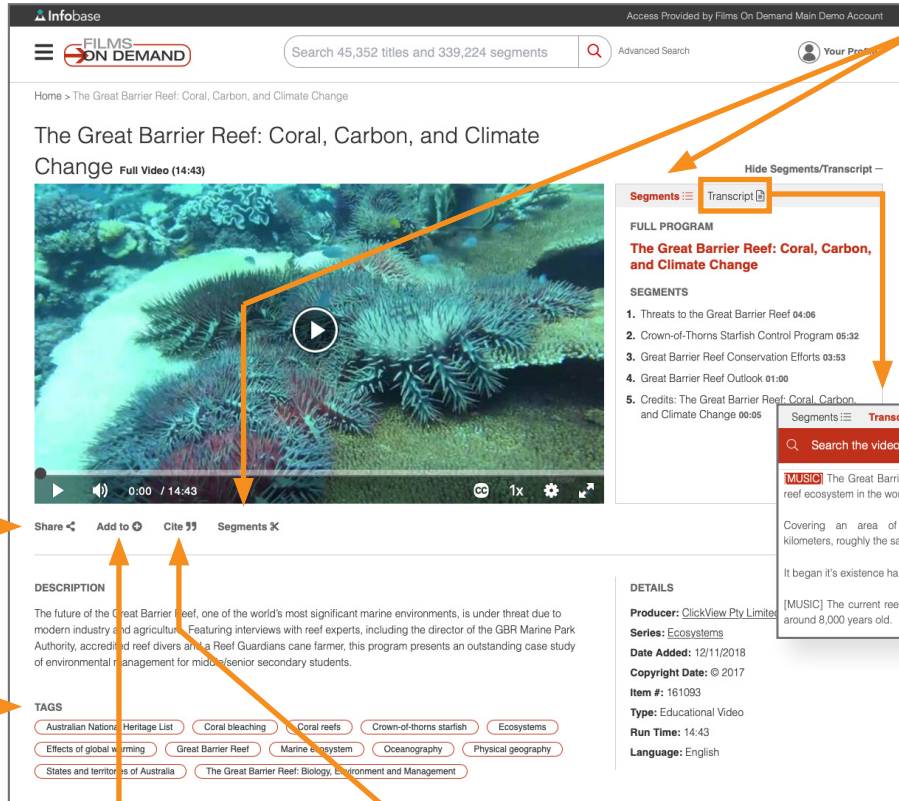 Infobase
Access Provided by Films On Demand Main Demo Account
FILMS ON DEMAND
Search 45,352 titles and 339,224 segments
Advanced Search
Your
Home > The Great Barrier Reef: Coral, Carbon, and Climate Change
The Great Barrier Reef: Coral, Carbon, and Climate
Change Full Video (14:43)
Hide Segments/Transcript —
Segments
Transcript
FULL PROGRAM
The Great Barrier Reef: Coral, Carbon,
and Climate Change
SEGMENTS
1. Threats to the Great Barrier Reef 04:06
2. Crown-of-Thorns Starfish Control Program 05:32
3. Great Barrier Reef Conservation Efforts 03:53
4. Great Barrier Reef Outlook 01:00
5. Credits: The Great Barrier Reef: Coral, Carbon,
and Climate Change 00:05
Segments
Search the video
[MUSIC] The Great
reef ecosystem in the
Covering an area of
kilometers, roughly the
It began it's existence
[MUSIC] The current
around 8,000 years old.
0:00 / 14:43
CC
1x
Share
Add to
Cite
Segments
DESCRIPTION
The future of the Great Barrier Reef, one of the world's most significant marine environments, is under threat due to
modern industry and agriculture. Featuring interviews with reef experts, including the director of the GBR Marine Park
Authority, accredited reef divers and a Reef Guardians cane farmer, this program presents an outstanding case study
of environmental management for middle/senior secondary students.
TAGS
Australian National Heritage List
Coral bleaching
Coral reefs
Crown-of-thorns starfish
Ecosystems
Effects of global warming
Great Barrier Reef
Marine ecosystem
Oceanography
Physical geography
States and territories of Australia
The Great Barrier Reef: Biology, Environment and Management
DETAILS
Producer: ClickView Pty Limited
Series: Ecosystems
Date Added: 12/11/2018
Copyright Date: © 2017
Item #: 161093
Type: Educational Video
Run Time: 14:43
Language: English